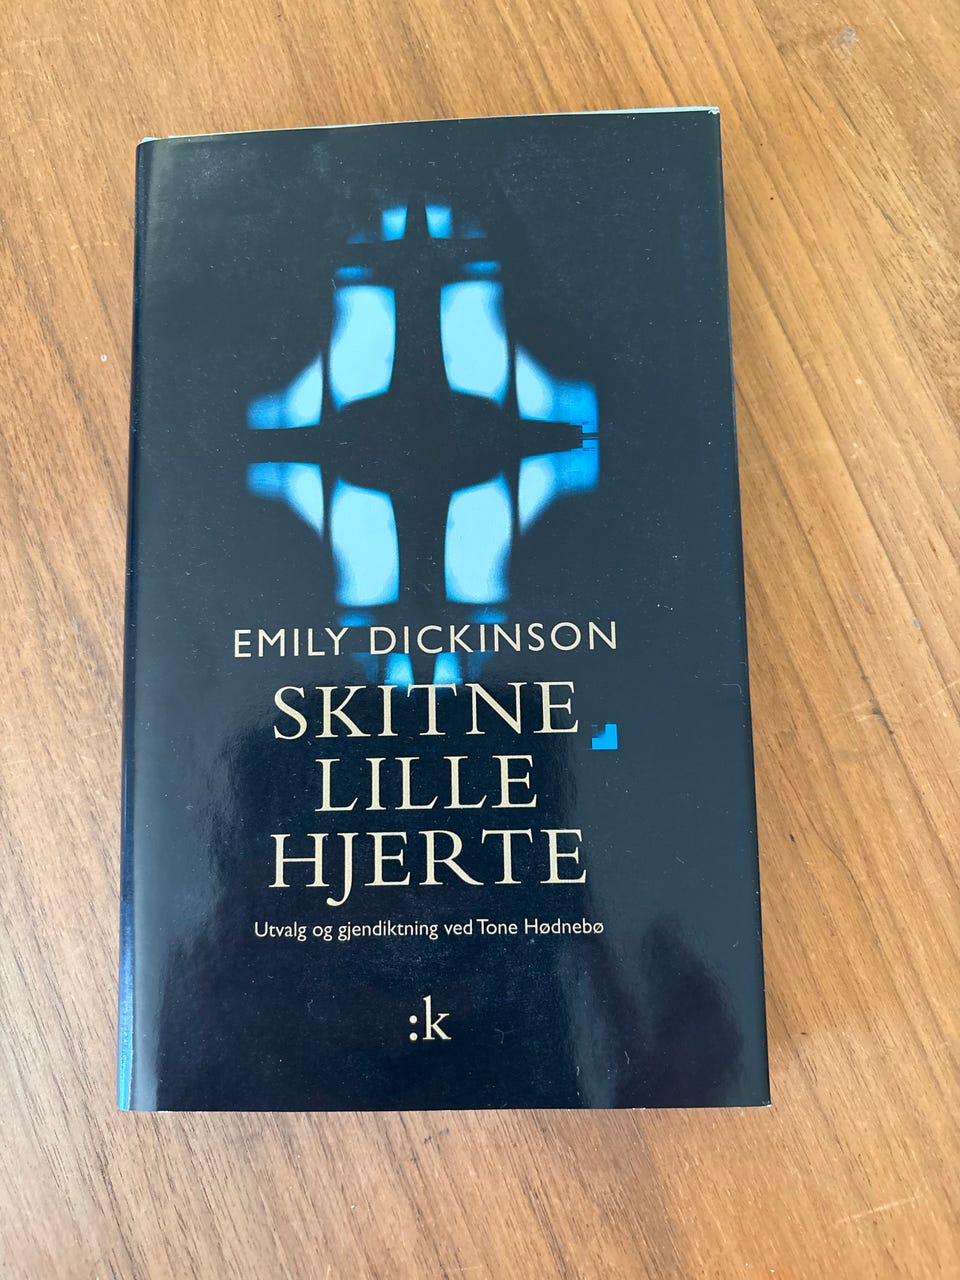 EMILY DICKINSON
SKITNE
LILLE
HJERTE
Utvalg og gjendiktning ved Tone Hødnebø
:k